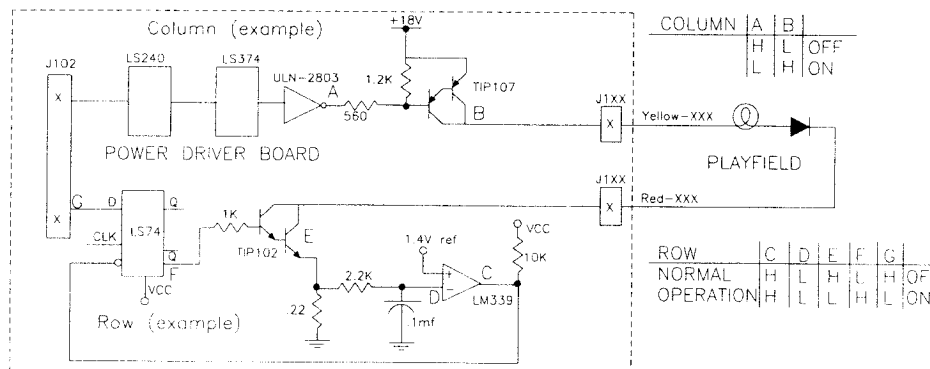 +18V
Column (example)
COLUMN A B
H L OFF
L H ON
J102
LS240
LS374
ULN-2803
1.2K
TIP107
X
A
560
B
J1XX
X
Yellow-XXX
POWER DRIVER BOARD
PLAYFIELD
J1XX
X
Red-XXX
G
D
Q
X
LS74
CLK
Q
F
VCC
1K
TIP102
E
1.4V ref
VCC
10K
2.2K
+
-
C
D
LM339
.22
.1mf
Row (example)
ROW C D E F G
NORMAL H L H L H OF
OPERATION H L L H L ON